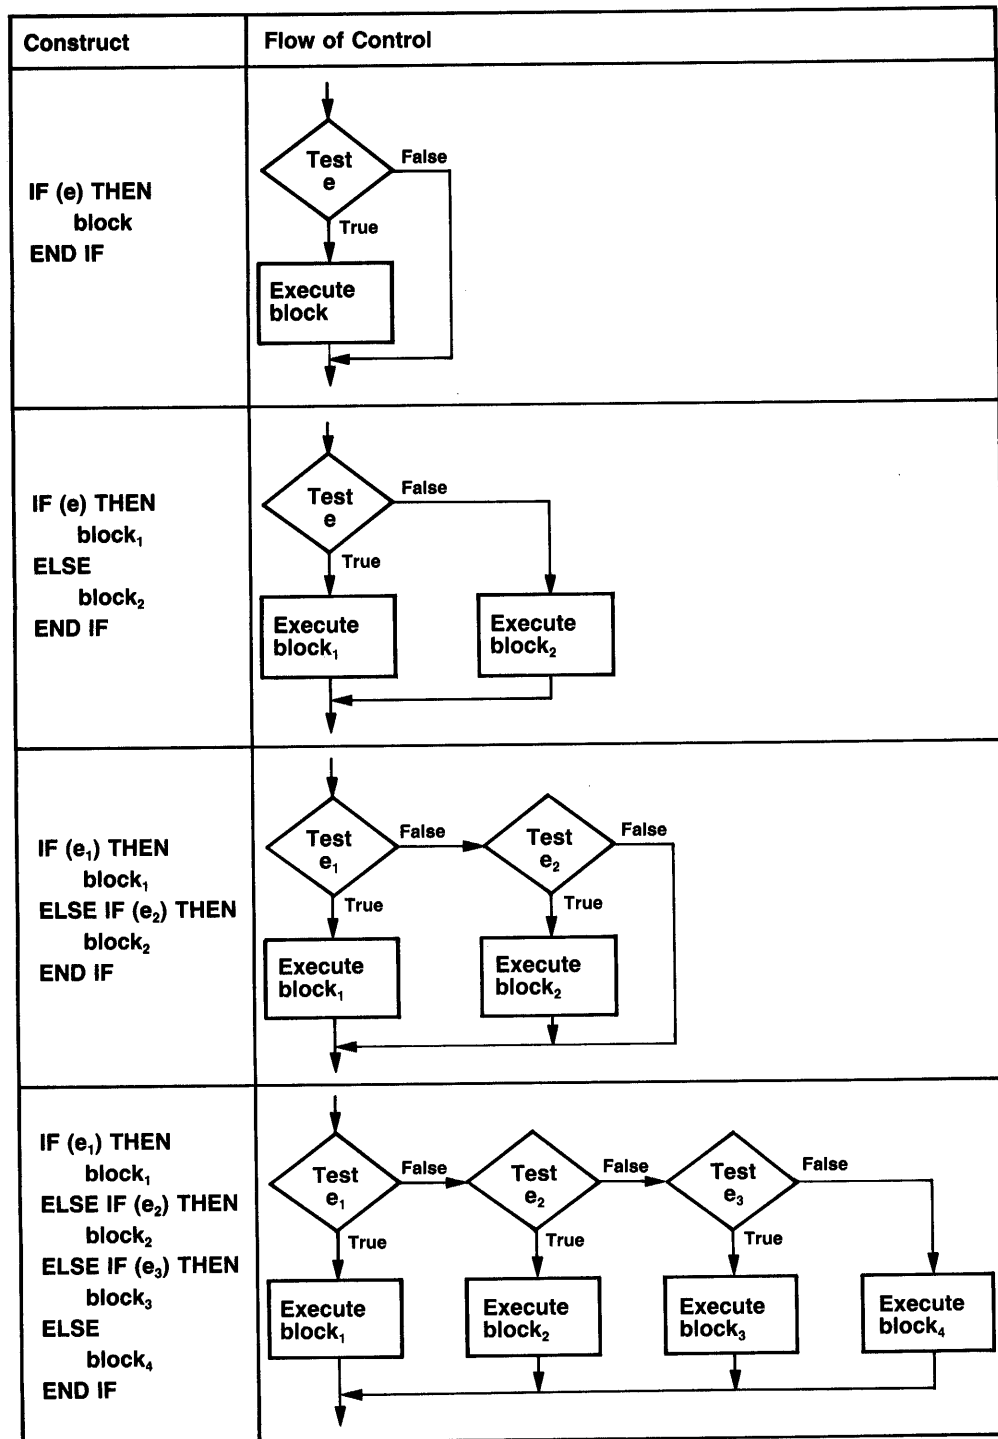 Construct
Flow of Control
IF (e) THEN
block
END IF
Test
e
False
True
Execute
block
IF (e) THEN
block₁
ELSE
block₂
END IF
Test
e
False
True
Execute
block₁
Execute
block₂
IF (e₁) THEN
block₁
ELSE IF (e₂) THEN
block₂
END IF
Test
e₁
False
True
Test
e₂
False
True
Execute
block₁
Execute
block₂
IF (e₁) THEN
block₁
ELSE IF (e₂) THEN
block₂
ELSE IF (e₃) THEN
block₃
ELSE
block₄
END IF
Test
e₁
False
True
Test
e₂
False
True
Test
e₃
False
True
Execute
block₁
Execute
block₂
Execute
block₃
Execute
block₄